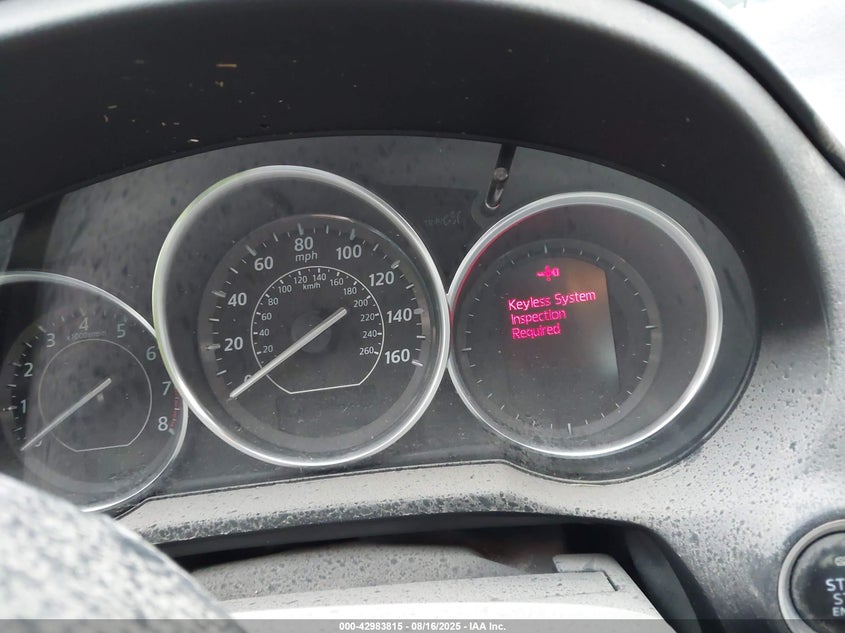 80
mph
60
100
40
120
20
140
0
160
120 140
100 160
80 km/h 180
60 200
40 220
20 240
260
1 2 3 4 5 6 7 8
x1000r/min
Keyless System
Inspection
Required
000-42983815 - 08/16/2025 - IAA Inc.